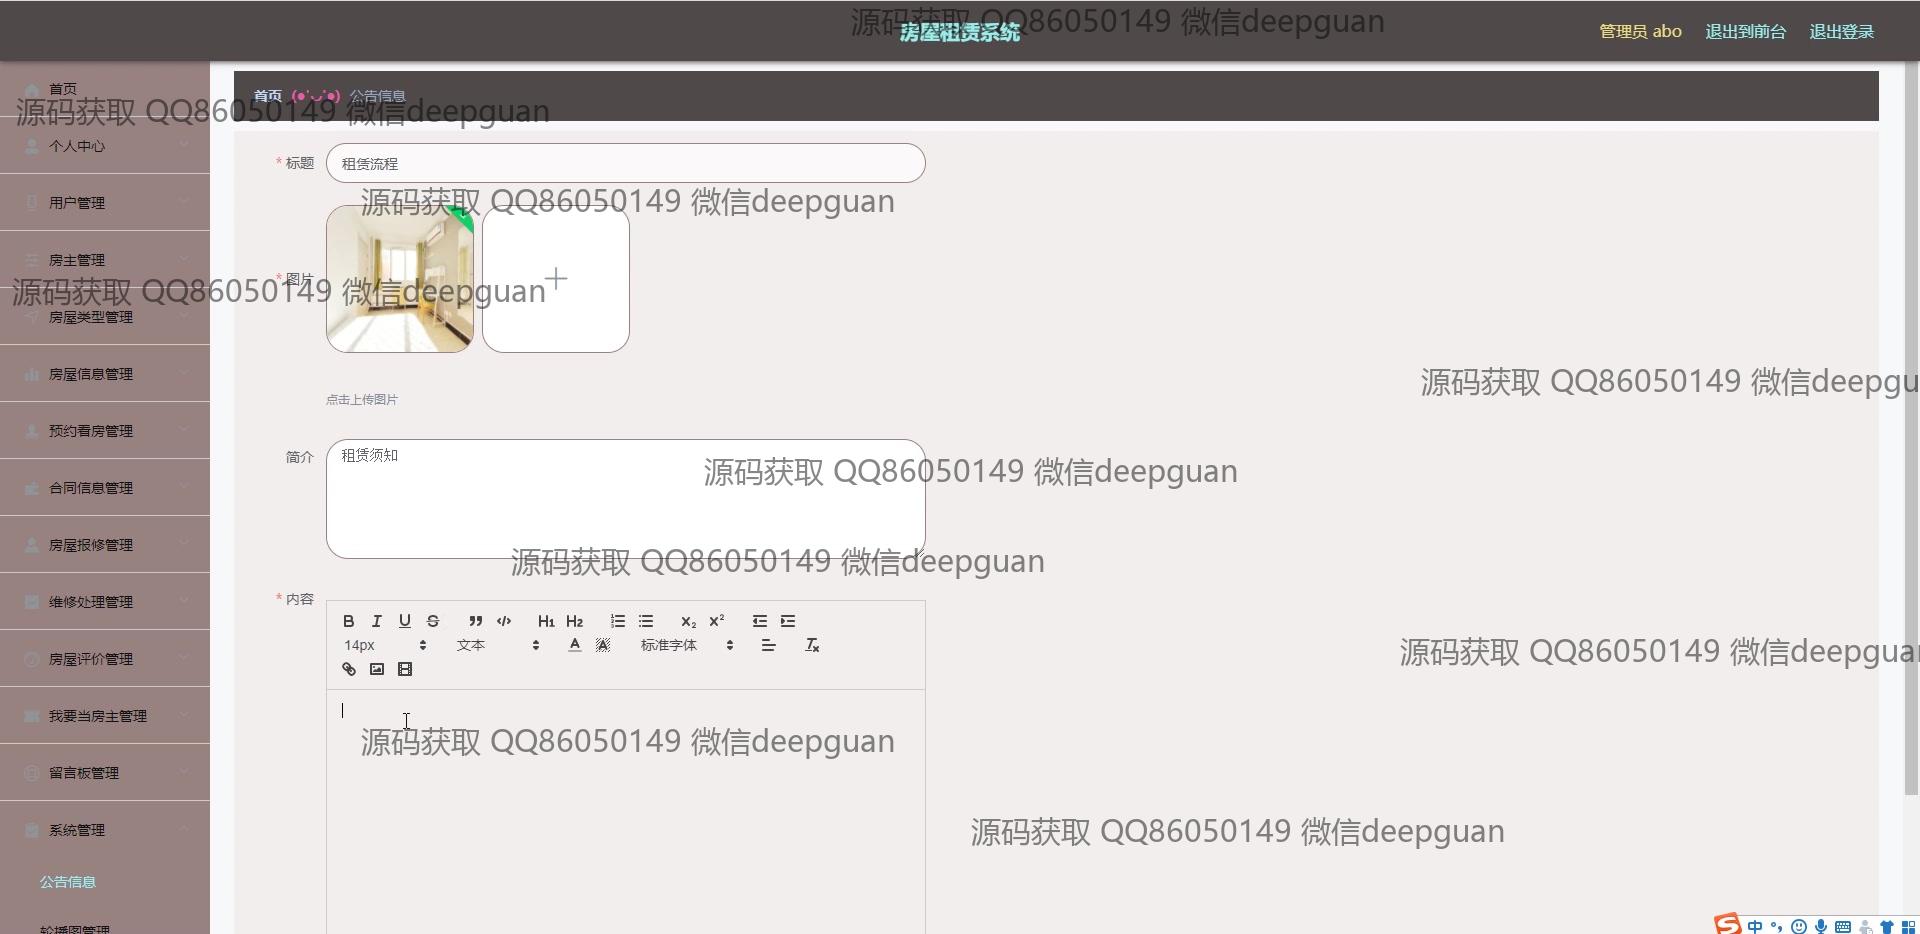 房屋租赁系统
源码获取 QQ86050149 微信deepguan
管理员 abo
退出到前台
退出登录
首页
个人中心
用户管理
房主管理
房屋类型管理
房屋信息管理
预约看房管理
合同信息管理
房屋报修管理
维修处理管理
房屋评价管理
我要当房主管理
留言板管理
系统管理
公告信息
轮播图管理
首页 (●'◡'●) 公告信息
源码获取 QQ86050149 微信deepguan
* 标题 租赁流程
源码获取 QQ86050149 微信deepguan
* 图片
源码获取 QQ86050149 微信deepguan
点击上传图片
源码获取 QQ86050149 微信deepgu
简介 租赁须知
源码获取 QQ86050149 微信deepguan
源码获取 QQ86050149 微信deepguan
* 内容
B I U S ” </> H1 H2 X2 X2
14px 文本 A A 标准字体 Tx
源码获取 QQ86050149 微信deepguan
源码获取 QQ86050149 微信deepguan
源码获取 QQ86050149 微信deepguan
S 中